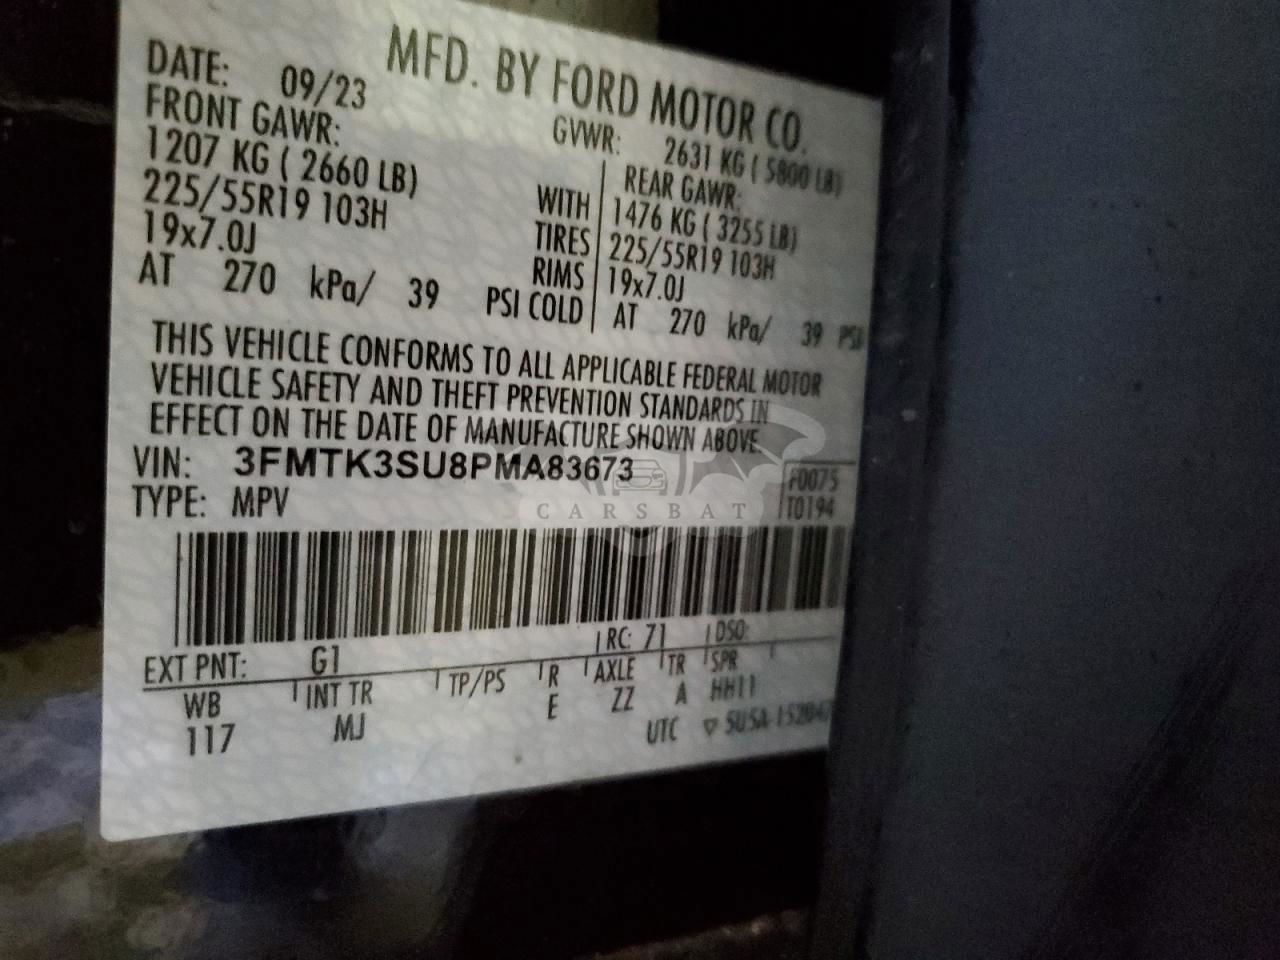 MFD. BY FORD MOTOR CO.
DATE: 09/23 GVWR: 2631 KG ( 5800 LB)
FRONT GAWR: REAR GAWR:
1207 KG ( 2660 LB) WITH 1476 KG ( 3255 LB)
225/55R19 103H TIRES 225/55R19 103H
19x7.0J RIMS 19x7.0J
AT 270 kPa/ 39 PSI COLD AT 270 kPa/ 39 PSI
THIS VEHICLE CONFORMS TO ALL APPLICABLE FEDERAL MOTOR
VEHICLE SAFETY AND THEFT PREVENTION STANDARDS IN
EFFECT ON THE DATE OF MANUFACTURE SHOWN ABOVE.
VIN: 3FMTK3SU8PMA83673
F0075
TYPE: MPV T0194
CARSBAT
EXT PNT: G1 RC: 71 DSO:
WB INT TR TP/PS R AXLE TR SPR
117 MJ E ZZ A HH11
UTC